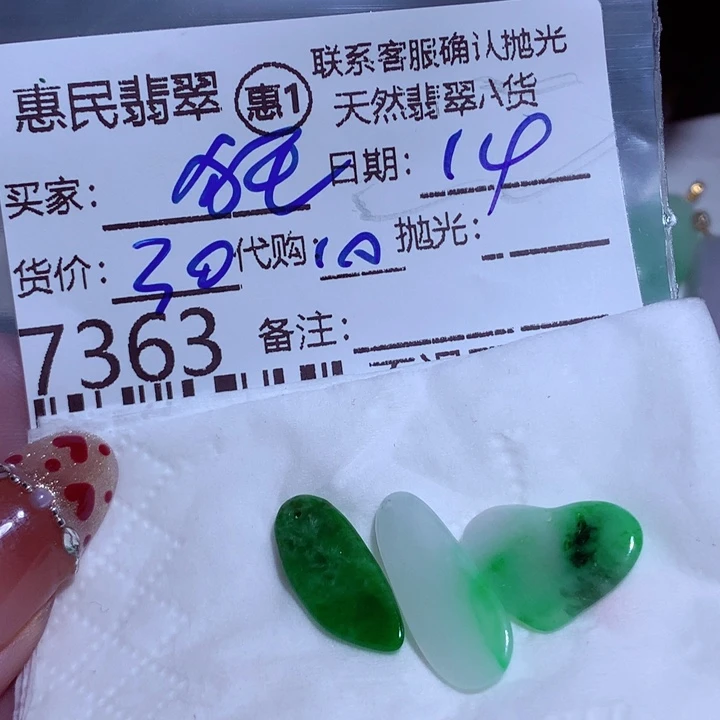 惠民翡翠 惠1 联系客服确认抛光
天然翡翠A货
买家: 日期: 14
货价: 30 代购: 10 抛光:
7363 备注: